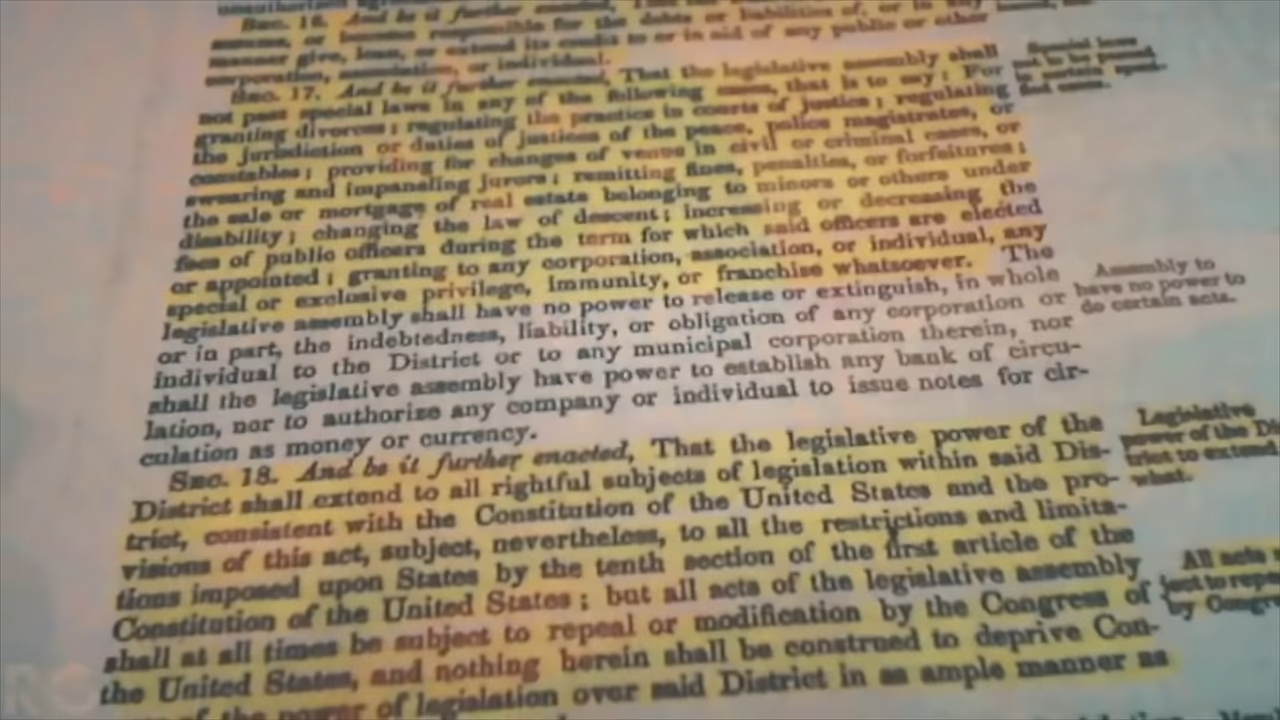 Sec. 16. And be it further enacted,
assume, or become responsible for the debts or liabilities of, or in any
manner give, loan, or extend its credit to or in aid of any public or other
corporation, association, or individual.
Sec. 17. And be it further enacted, That the legislative assembly shall
not pass special laws in any of the following cases, that is to say: For
granting divorces; regulating the practice in courts of justice; regulating
the jurisdiction or duties of justices of the peace, police magistrates, or
constables; providing for changes of venue in civil or criminal cases, or
swearing and impaneling jurors; remitting fines, penalties, or forfeitures;
the sale or mortgage of real estate belonging to minors or others under
disability; changing the law of descent; increasing or decreasing the
fees of public officers during the term for which said officers are elected
or appointed; granting to any corporation, association, or individual, any
special or exclusive privilege, immunity, or franchise whatsoever. The
legislative assembly shall have no power to release or extinguish, in whole
or in part, the indebtedness, liability, or obligation of any corporation or
individual to the District or to any municipal corporation therein, nor
shall the legislative assembly have power to establish any bank of circu-
lation, nor to authorize any company or individual to issue notes for cir-
culation as money or currency.
Sec. 18. And be it further enacted, That the legislative power of the
District shall extend to all rightful subjects of legislation within said Dis-
trict, consistent with the Constitution of the United States and the pro-
visions of this act, subject, nevertheless, to all the restrictions and limita-
tions imposed upon States by the tenth section of the first article of the
Constitution of the United States; but all acts of the legislative assembly
shall at all times be subject to repeal or modification by the Congress of
the United States, and nothing herein shall be construed to deprive Con-
of the power of legislation over said District in as ample manner as
Special laws
not to be passed
in certain speci-
fied cases.
Assembly to
have no power to
do certain acts.
Legislative
power of the Di
trict to extend
what.
All acts
ject to repe
by Congr